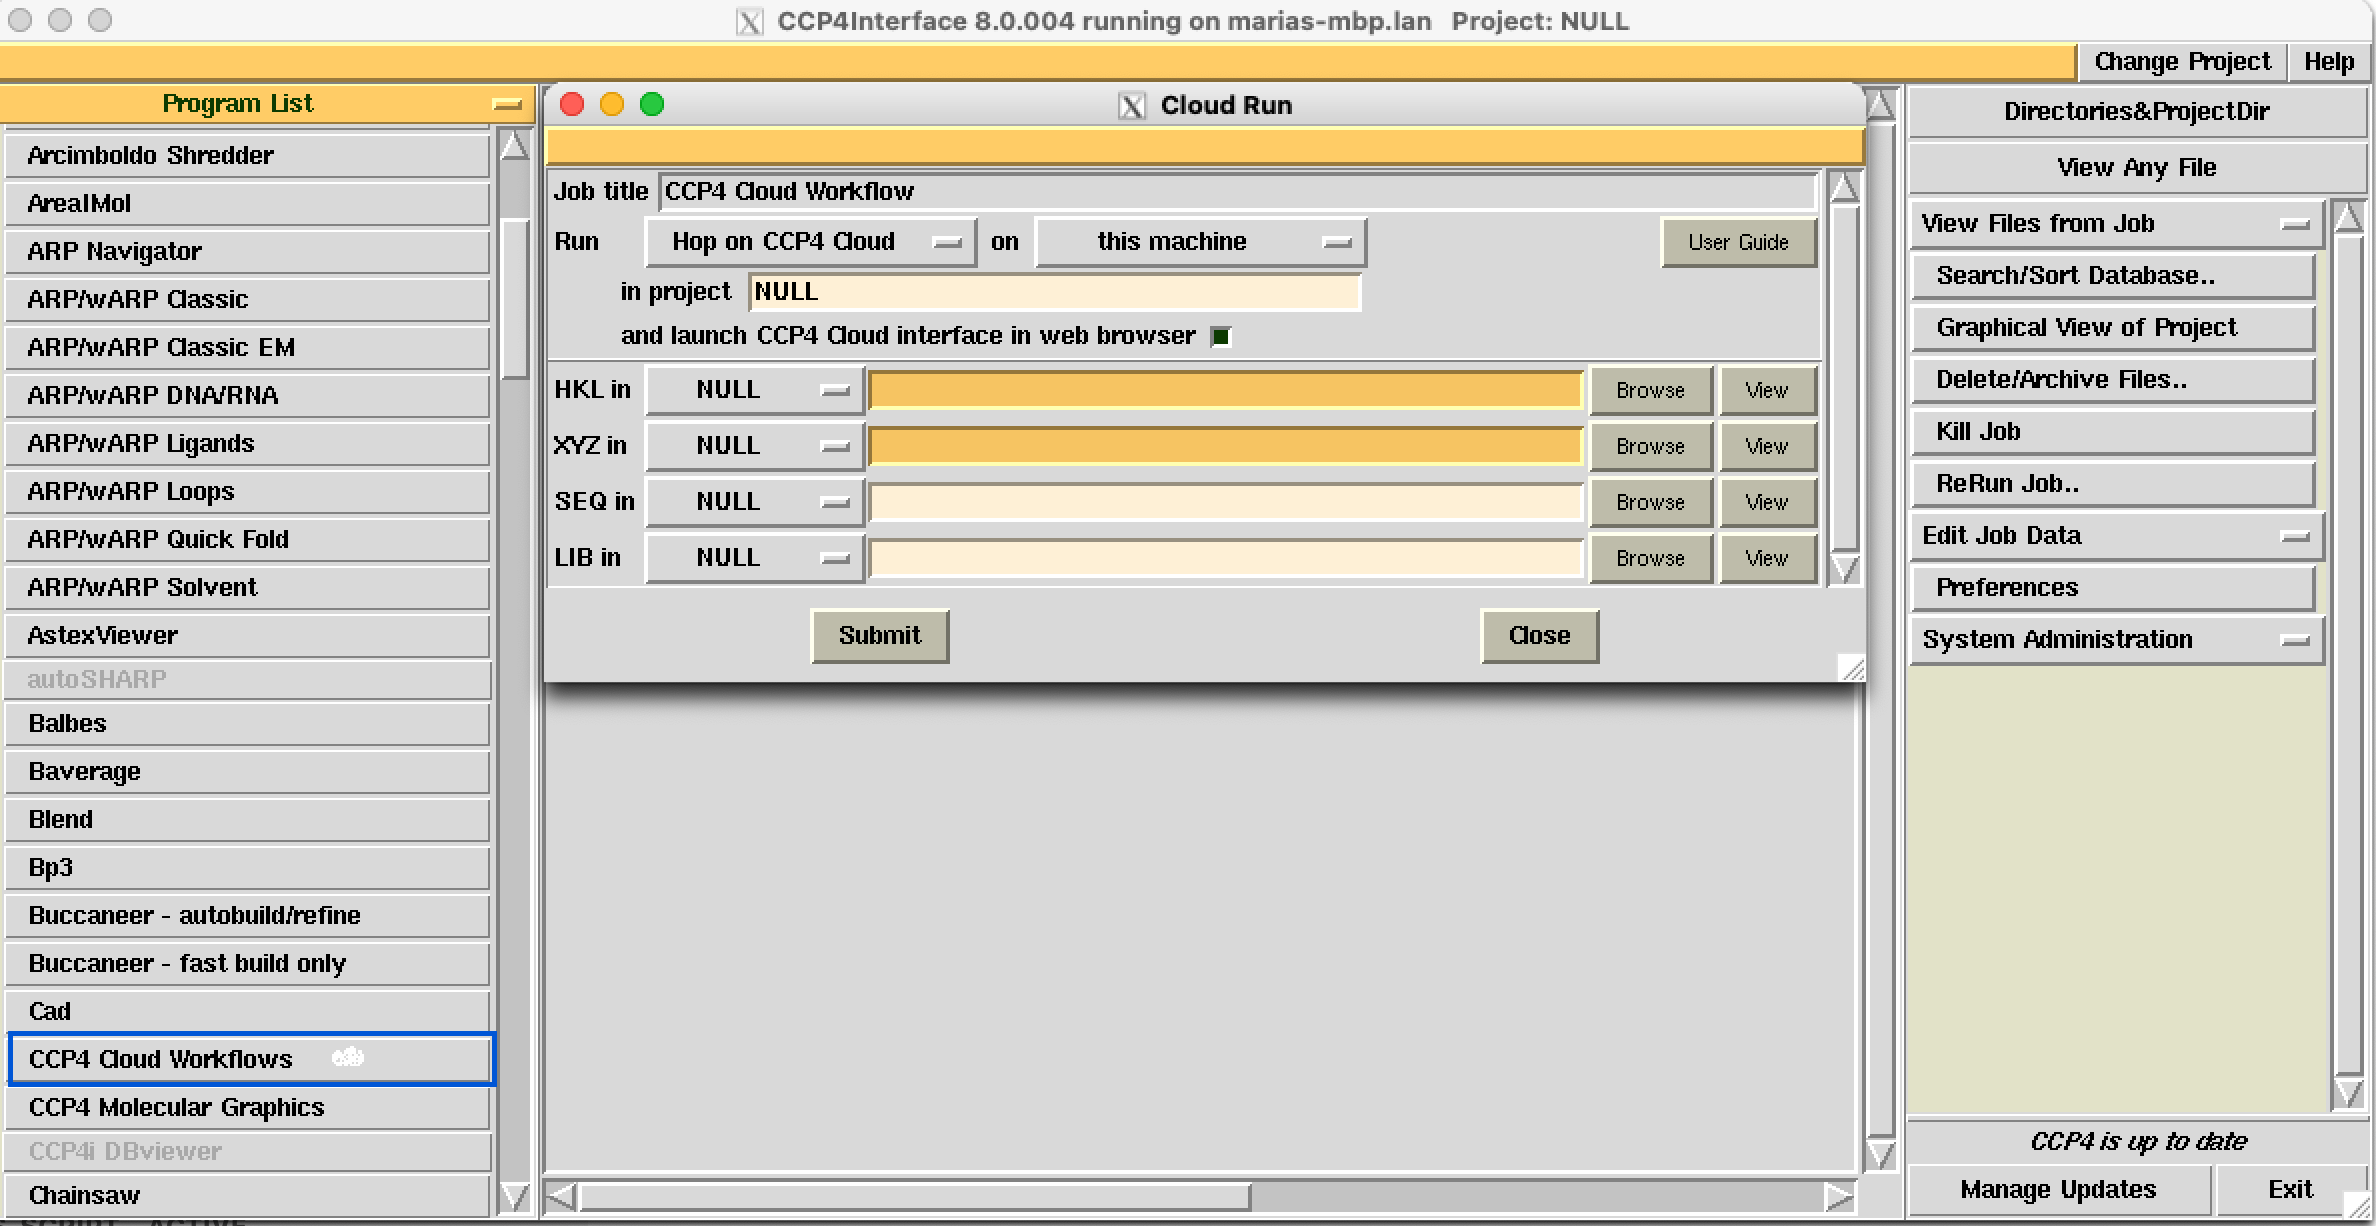 CCP4Interface 8.0.004 running on marias-mbp.lan Project: NULL
Change Project Help
Program List
Arcimboldo Shredder
ArealMol
ARP Navigator
ARP/wARP Classic
ARP/wARP Classic EM
ARP/wARP DNA/RNA
ARP/wARP Ligands
ARP/wARP Loops
ARP/wARP Quick Fold
ARP/wARP Solvent
AstexViewer
autoSHARP
Balbes
Baverage
Blend
Bp3
Buccaneer - autobuild/refine
Buccaneer - fast build only
Cad
CCP4 Cloud Workflows
CCP4 Molecular Graphics
CCP4i DBviewer
Chainsaw
Cloud Run
Job title CCP4 Cloud Workflow
Run Hop on CCP4 Cloud on this machine User Guide
in project NULL
and launch CCP4 Cloud interface in web browser
HKL in NULL Browse View
XYZ in NULL Browse View
SEQ in NULL Browse View
LIB in NULL Browse View
Submit Close
Directories&ProjectDir
View Any File
View Files from Job
Search/Sort Database..
Graphical View of Project
Delete/Archive Files..
Kill Job
ReRun Job..
Edit Job Data
Preferences
System Administration
CCP4 is up to date
Manage Updates Exit